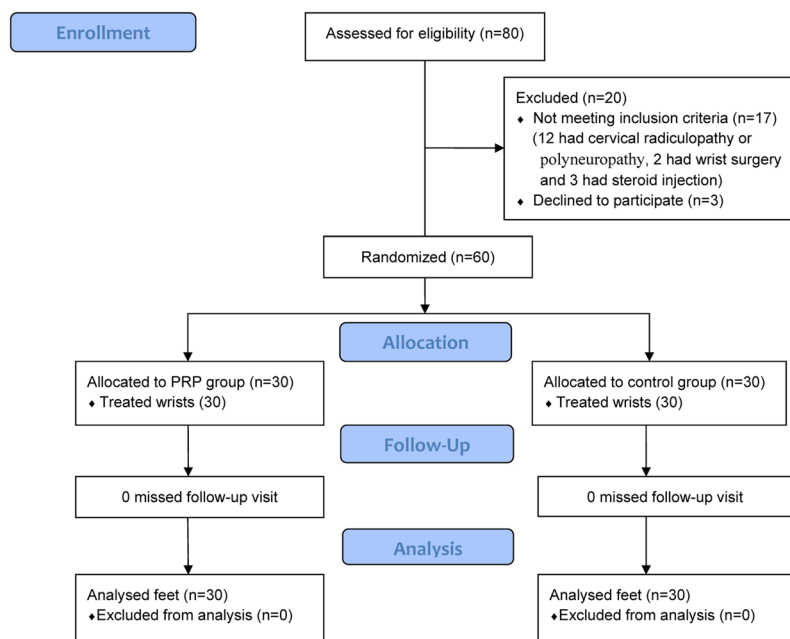 Enrollment
Assessed for eligibility (n=80)
Excluded (n=20)
♦ Not meeting inclusion criteria (n=17)
(12 had cervical radiculopathy or
polyneuropathy, 2 had wrist surgery
and 3 had steroid injection)
♦ Declined to participate (n=3)
Randomized (n=60)
Allocation
Allocated to PRP group (n=30)
♦ Treated wrists (30)
Allocated to control group (n=30)
♦ Treated wrists (30)
Follow-Up
0 missed follow-up visit
0 missed follow-up visit
Analysis
Analysed feet (n=30)
♦Excluded from analysis (n=0)
Analysed feet (n=30)
♦Excluded from analysis (n=0)